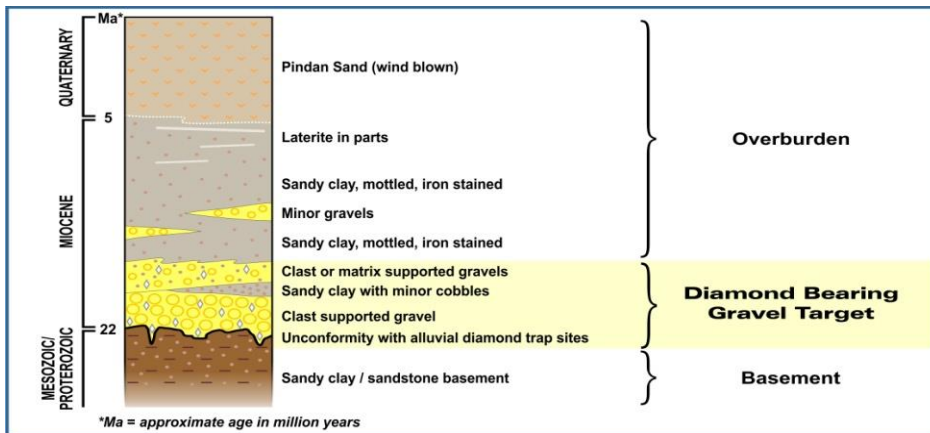 Ma*
QUATERNARY
5
MIOCENE
22
MESOZOIC/
PROTEROZOIC
Pindan Sand (wind blown)
Laterite in parts
Sandy clay, mottled, iron stained
Minor gravels
Sandy clay, mottled, iron stained
Clast or matrix supported gravels
Sandy clay with minor cobbles
Clast supported gravel
Unconformity with alluvial diamond trap sites
Sandy clay / sandstone basement
Overburden
Diamond Bearing
Gravel Target
Basement
*Ma = approximate age in million years